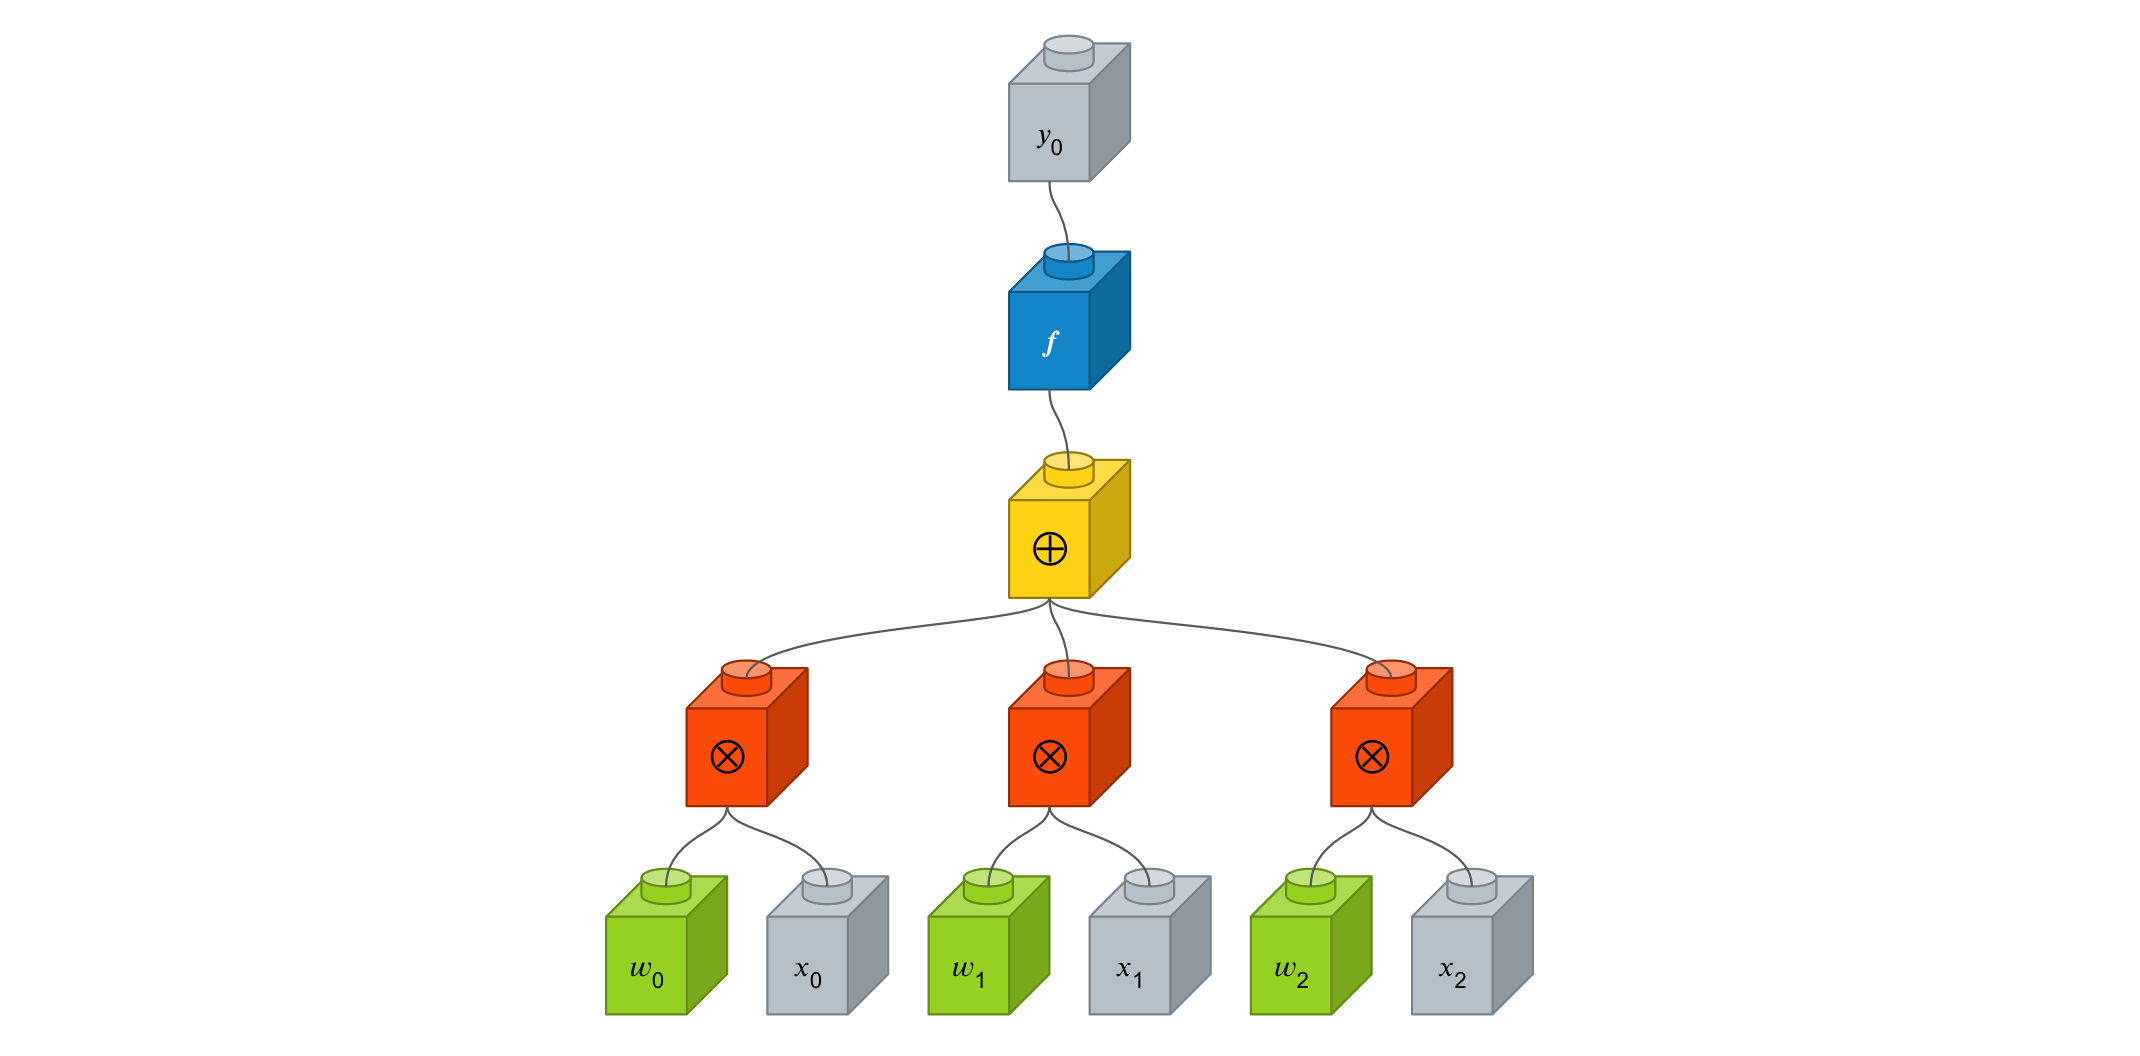 y0
f
⊕
⊗ ⊗ ⊗
w0 x0 w1 x1 w2 x2